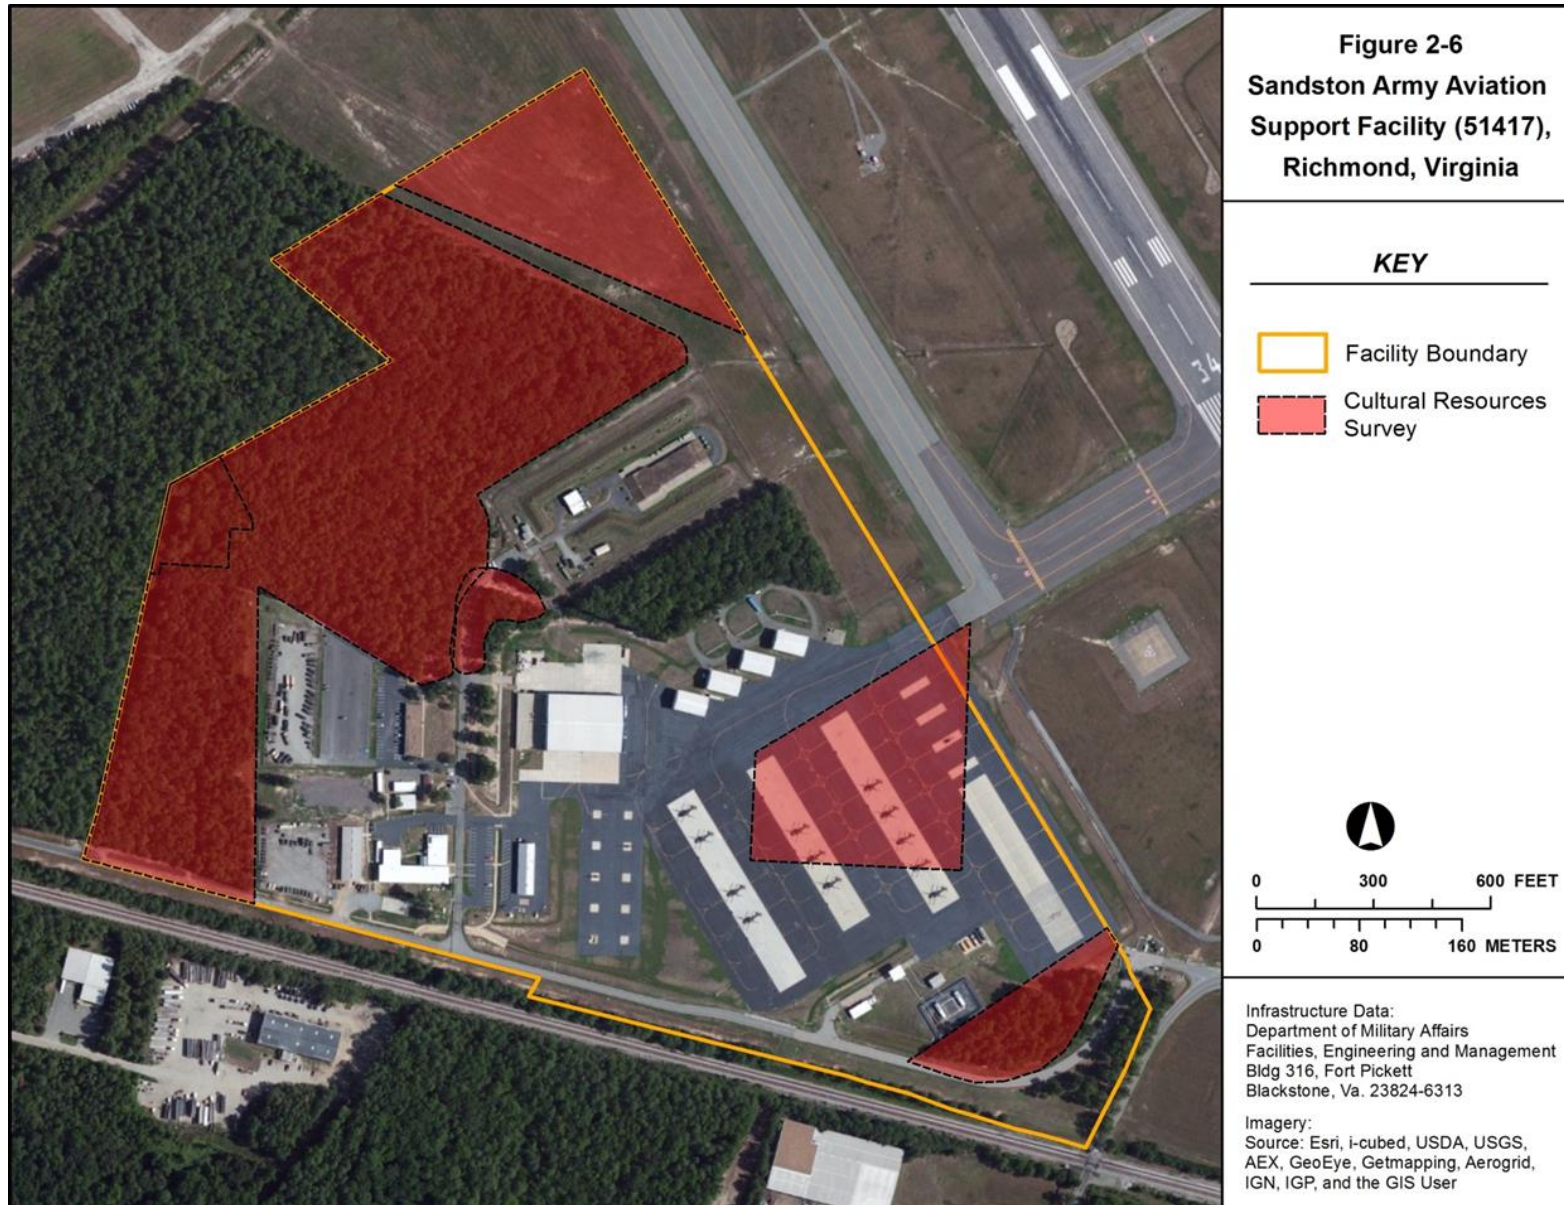 Figure 2-6
Sandston Army Aviation
Support Facility (51417),
Richmond, Virginia
KEY
Facility Boundary
Cultural Resources
Survey
0 300 600 FEET
0 80 160 METERS
Infrastructure Data:
Department of Military Affairs
Facilities, Engineering and Management
Bldg 316, Fort Pickett
Blackstone, Va. 23824-6313
Imagery:
Source: Esri, i-cubed, USDA, USGS,
AEX, GeoEye, Getmapping, Aerogrid,
IGN, IGP, and the GIS User
34